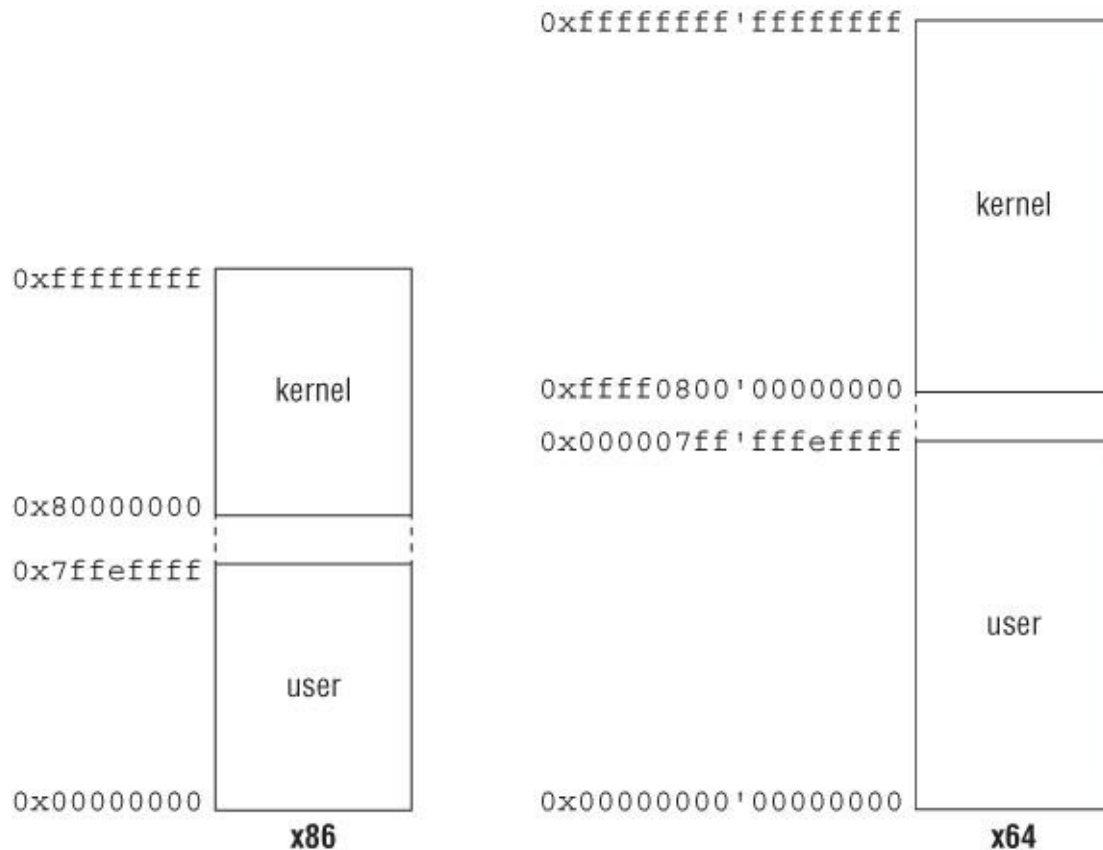 0xffffffff
kernel
0x80000000
0x7ffeffff
user
0x00000000
x86
0xffffffff'ffffffff
kernel
0xffff0800'00000000
0x000007ff'fffeffff
user
0x00000000'00000000
x64